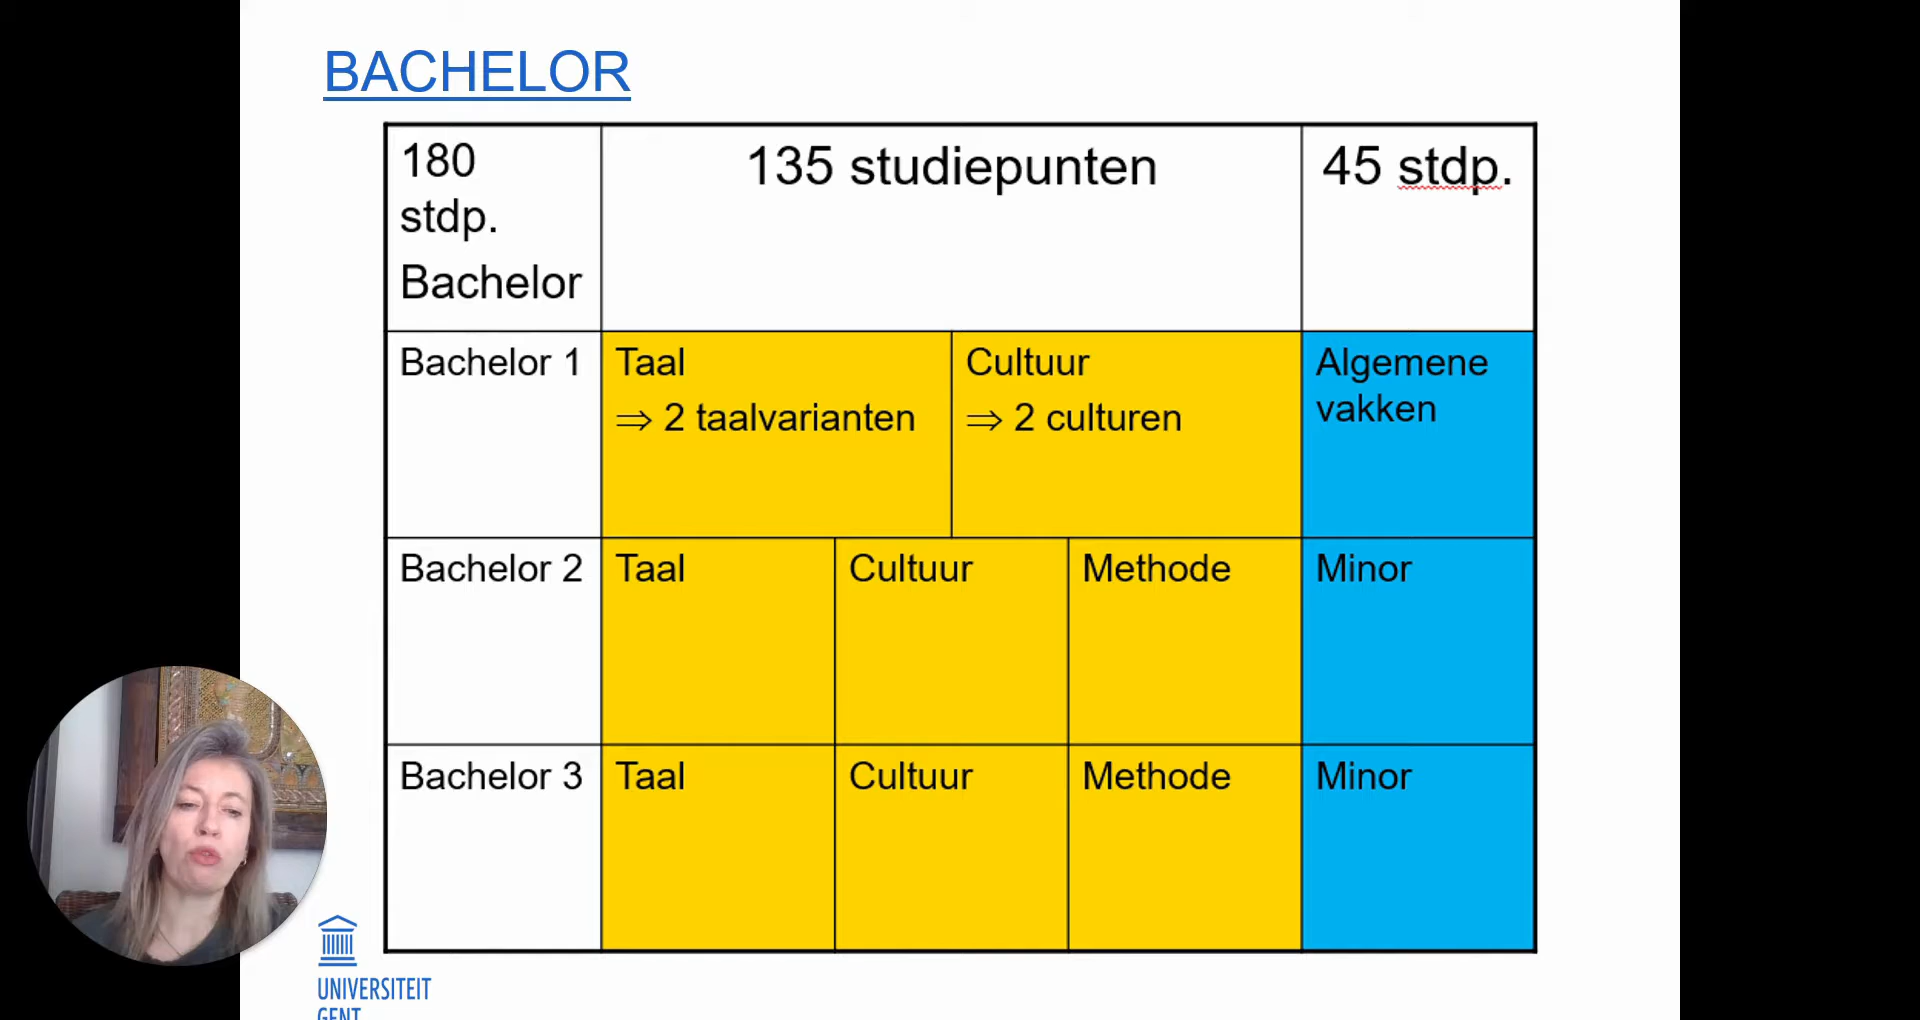 BACHELOR
180
stdp.
Bachelor
135 studiepunten
45 stdp.
Bachelor 1
Taal
⇒ 2 taalvarianten
Cultuur
⇒ 2 culturen
Algemene
vakken
Bachelor 2
Taal
Cultuur
Methode
Minor
Bachelor 3
Taal
Cultuur
Methode
Minor
UNIVERSITEIT
GENT